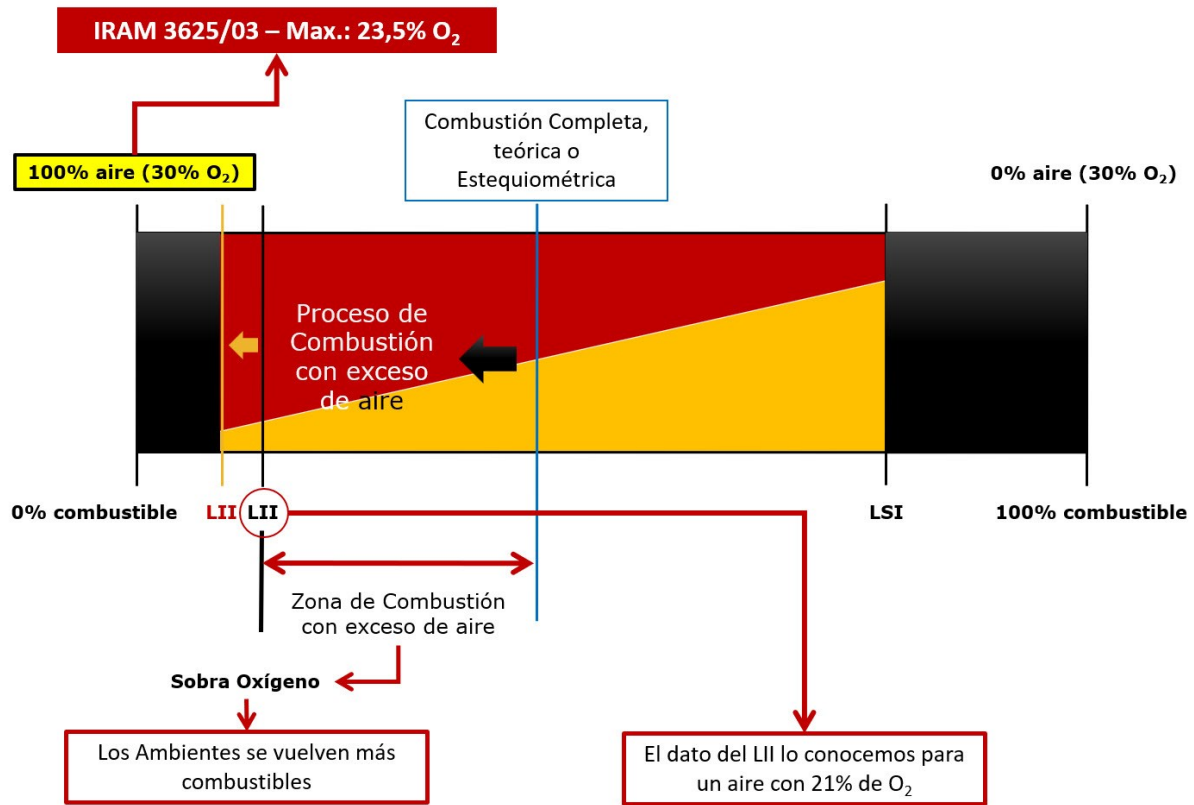 IRAM 3625/03 – Max.: 23,5% O₂
Combustión Completa,
teórica o
Estequiométrica
100% aire (30% O₂)
0% aire (30% O₂)
Proceso de
Combustión
con exceso
de aire
0% combustible
LII
LII
LSI
100% combustible
Zona de Combustión
con exceso de aire
Sobra Oxígeno
Los Ambientes se vuelven más
combustibles
El dato del LII lo conocemos para
un aire con 21% de O₂